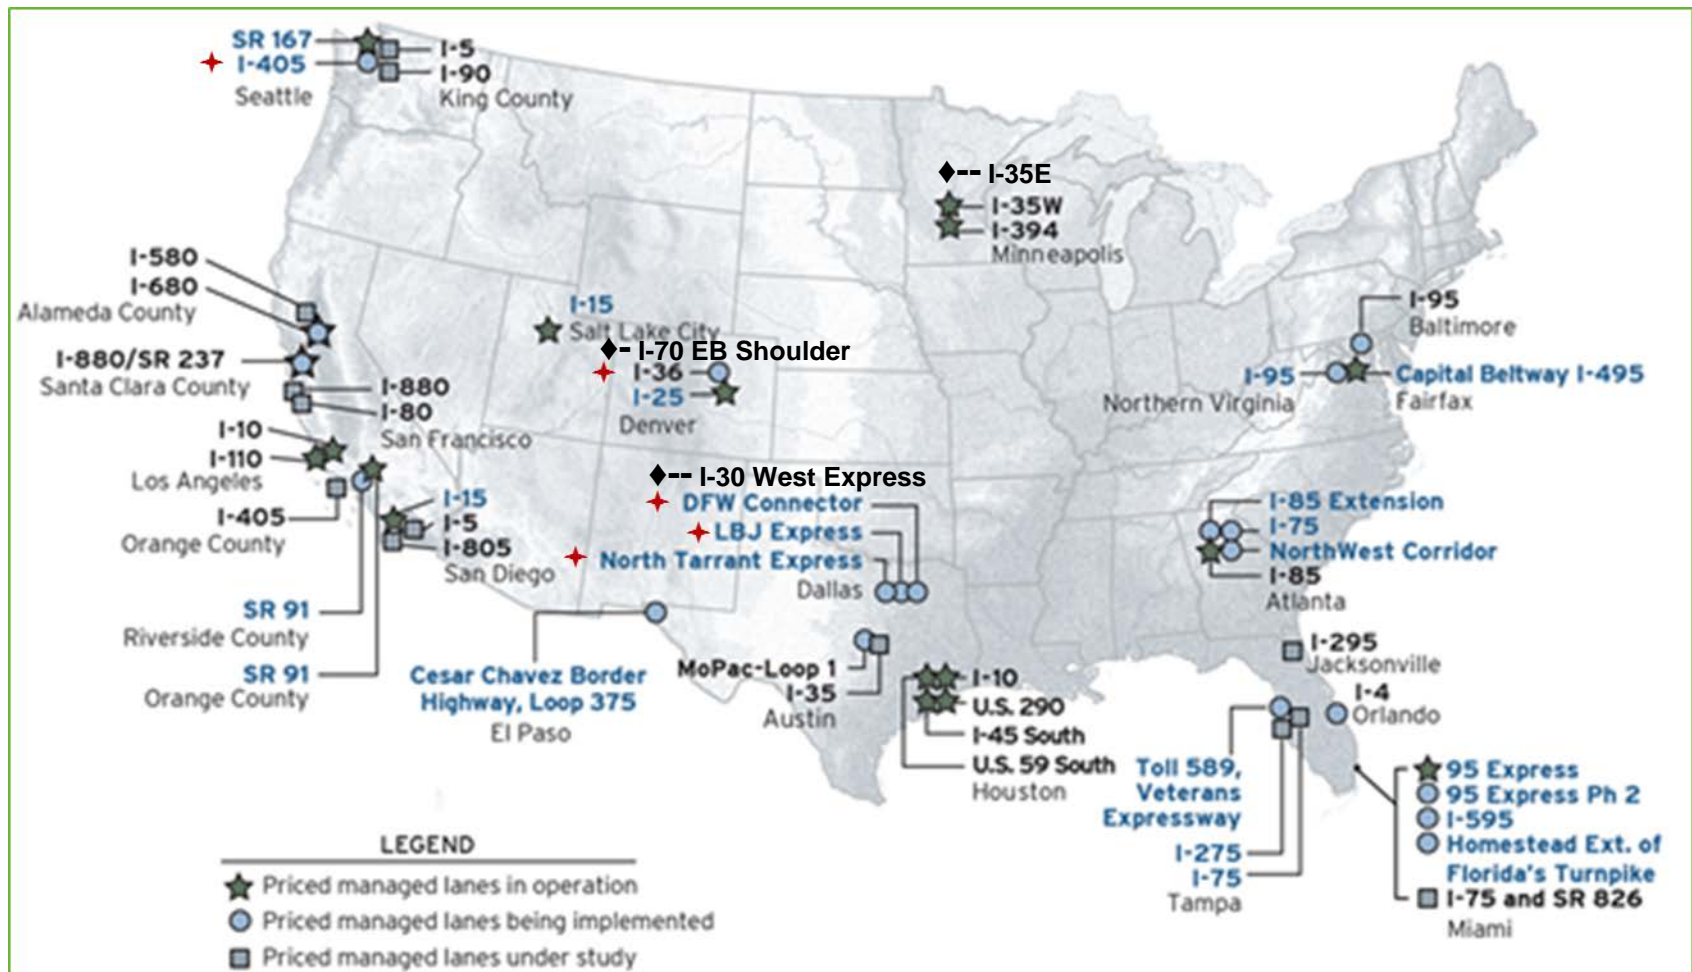 SR 167
I-405
Seattle
I-5
I-90
King County
I-35E
I-35W
I-394
Minneapolis
I-580
I-680
Alameda County
I-880/SR 237
Santa Clara County
I-880
I-80
San Francisco
I-10
I-110
Los Angeles
I-405
Orange County
I-15
I-5
I-805
San Diego
SR 91
Riverside County
SR 91
Orange County
I-15
Salt Lake City
I-70 EB Shoulder
I-36
I-25
Denver
I-30 West Express
DFW Connector
LBJ Express
North Tarrant Express
Dallas
Cesar Chavez Border
Highway, Loop 375
El Paso
MoPac-Loop 1
I-35
Austin
I-10
U.S. 290
I-45 South
U.S. 59 South
Houston
I-95
Baltimore
I-95
Northern Virginia
Capital Beltway I-495
Fairfax
I-85 Extension
I-75
NorthWest Corridor
I-85
Atlanta
I-295
Jacksonville
I-4
Orlando
Toll 589,
Veterans
Expressway
I-275
I-75
Tampa
95 Express
95 Express Ph 2
I-595
Homestead Ext. of
Florida's Turnpike
I-75 and SR 826
Miami
LEGEND
Priced managed lanes in operation
Priced managed lanes being implemented
Priced managed lanes under study